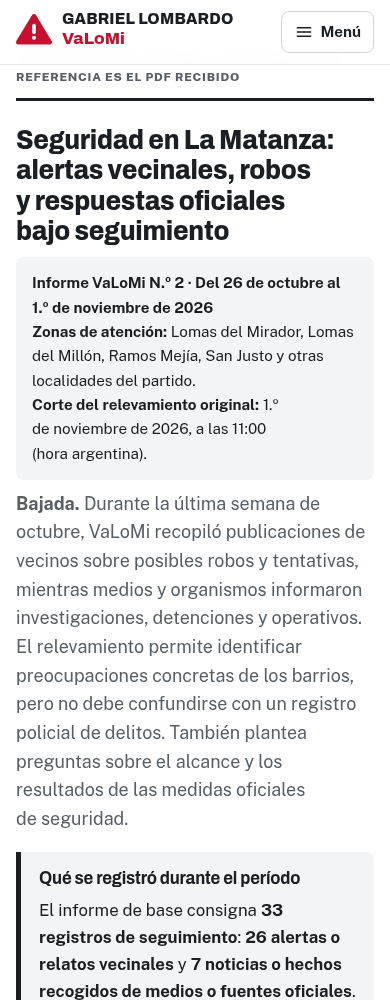 GABRIEL LOMBARDO
VaLoMi
Menú
REFERENCIA ES EL PDF RECIBIDO
Seguridad en La Matanza:
alertas vecinales, robos
y respuestas oficiales
bajo seguimiento
Informe VaLoMi N.º 2 · Del 26 de octubre al
1.º de noviembre de 2026
Zonas de atención: Lomas del Mirador, Lomas
del Millón, Ramos Mejía, San Justo y otras
localidades del partido.
Corte del relevamiento original: 1.º
de noviembre de 2026, a las 11:00
(hora argentina).
Bajada. Durante la última semana de
octubre, VaLoMi recopiló publicaciones de
vecinos sobre posibles robos y tentativas,
mientras medios y organismos informaron
investigaciones, detenciones y operativos.
El relevamiento permite identificar
preocupaciones concretas de los barrios,
pero no debe confundirse con un registro
policial de delitos. También plantea
preguntas sobre el alcance y los
resultados de las medidas oficiales
de seguridad.
Qué se registró durante el período
El informe de base consigna 33
registros de seguimiento: 26 alertas o
relatos vecinales y 7 noticias o hechos
recogidos de medios o fuentes oficiales.